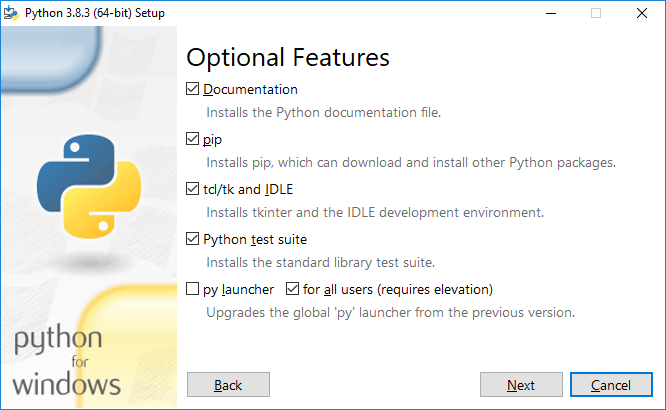 Python 3.8.3 (64-bit) Setup
Optional Features
Documentation
Installs the Python documentation file.
pip
Installs pip, which can download and install other Python packages.
tcl/tk and IDLE
Installs tkinter and the IDLE development environment.
Python test suite
Installs the standard library test suite.
py launcher for all users (requires elevation)
Upgrades the global 'py' launcher from the previous version.
python
for
windows
Back Next Cancel